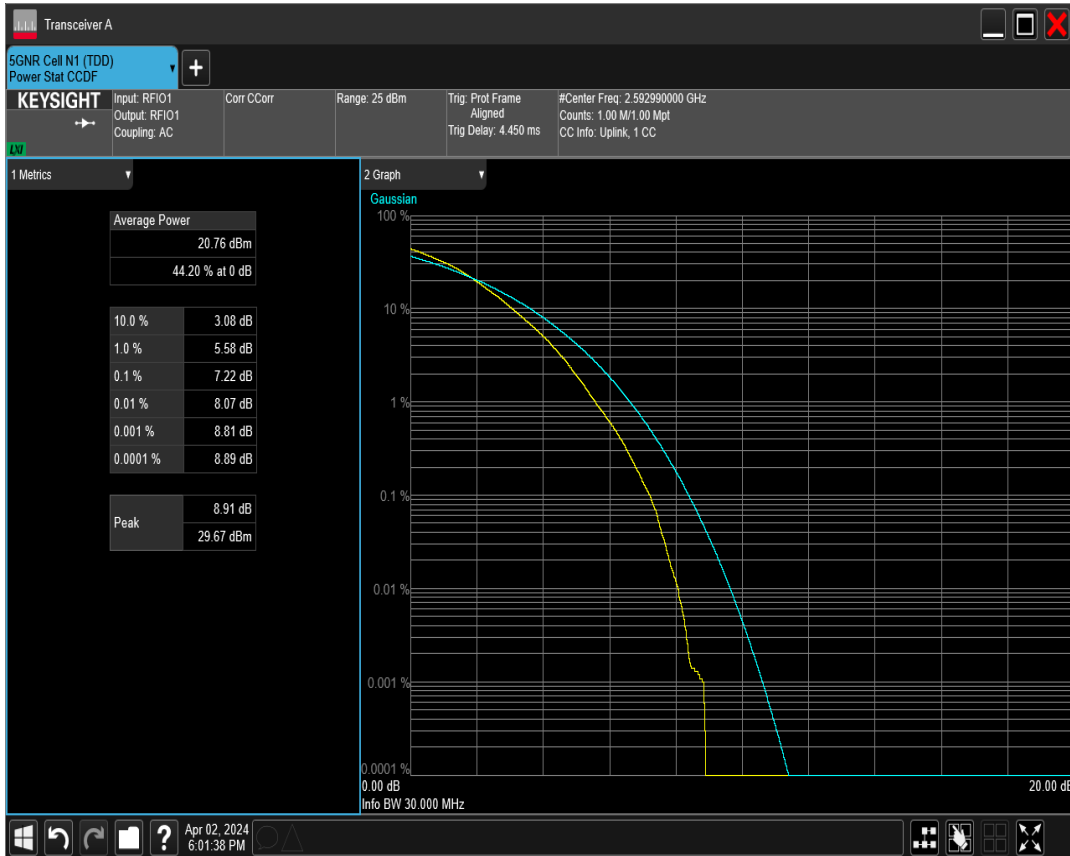 Transceiver A
5GNR Cell N1 (TDD)
Power Stat CCDF
KEYSIGHT
LXI
Input: RFIO1
Output: RFIO1
Coupling: AC
Corr CCorr
Range: 25 dBm
Trig: Prot Frame
Aligned
Trig Delay: 4.450 ms
#Center Freq: 2.592990000 GHz
Counts: 1.00 M/1.00 Mpt
CC Info: Uplink, 1 CC
1 Metrics
Average Power
20.76 dBm
44.20 % at 0 dB
10.0 % 3.08 dB
1.0 % 5.58 dB
0.1 % 7.22 dB
0.01 % 8.07 dB
0.001 % 8.81 dB
0.0001 % 8.89 dB
Peak
8.91 dB
29.67 dBm
2 Graph
Gaussian
100 %
10 %
1 %
0.1 %
0.01 %
0.001 %
0.0001 %
0.00 dB 20.00 dB
Info BW 30.000 MHz
? Apr 02, 2024
6:01:38 PM